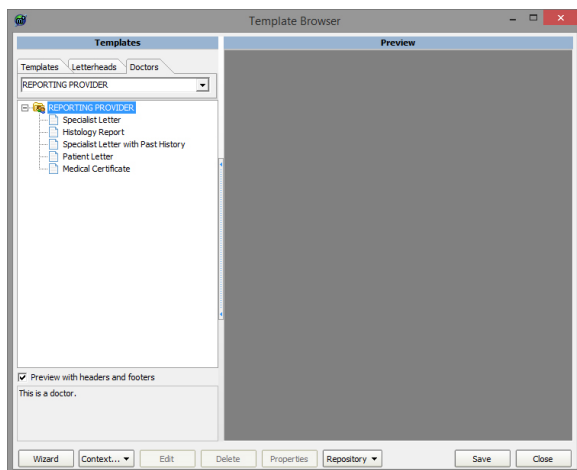 Template Browser
Templates
Preview
Templates Letterheads Doctors
REPORTING PROVIDER
REPORTING PROVIDER
Specialist Letter
Histology Report
Specialist Letter with Past History
Patient Letter
Medical Certificate
Preview with headers and footers
This is a doctor.
Wizard Context... Edit Delete Properties Repository Save Close